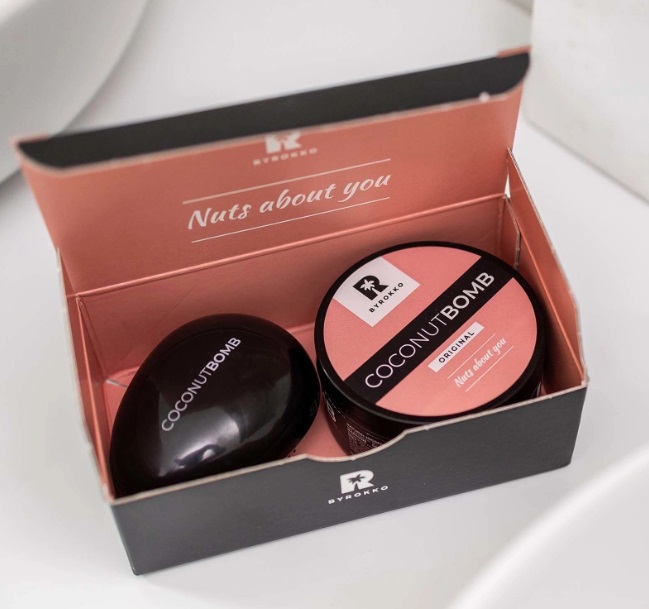 BYROKKO
Nuts about you
COCONUTBOMB
R
BYROKKO
COCONUTBOMB
ORIGINAL
Nuts about you
R
BYROKKO